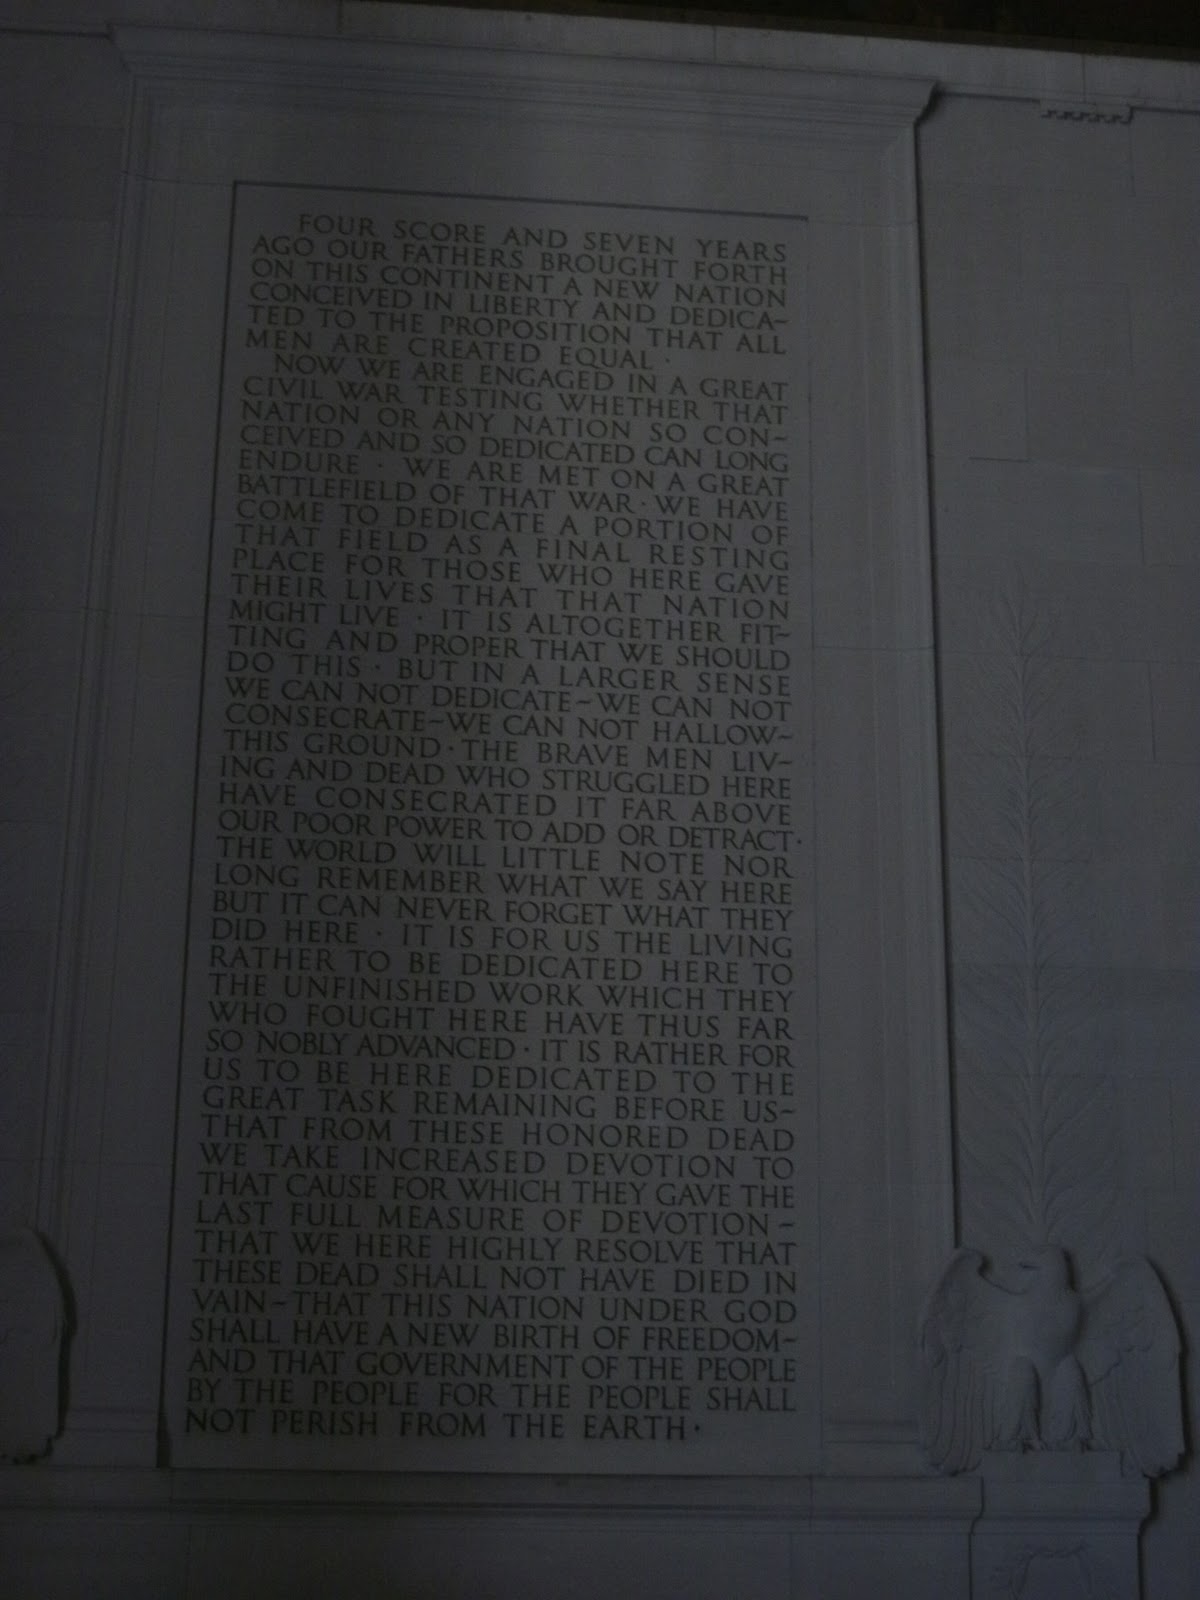 FOUR SCORE AND SEVEN YEARS
AGO OUR FATHERS BROUGHT FORTH
ON THIS CONTINENT A NEW NATION
CONCEIVED IN LIBERTY AND DEDICA-
TED TO THE PROPOSITION THAT ALL
MEN ARE CREATED EQUAL ·
NOW WE ARE ENGAGED IN A GREAT
CIVIL WAR TESTING WHETHER THAT
NATION OR ANY NATION SO CON-
CEIVED AND SO DEDICATED CAN LONG
ENDURE · WE ARE MET ON A GREAT
BATTLEFIELD OF THAT WAR · WE HAVE
COME TO DEDICATE A PORTION OF
THAT FIELD AS A FINAL RESTING
PLACE FOR THOSE WHO HERE GAVE
THEIR LIVES THAT THAT NATION
MIGHT LIVE · IT IS ALTOGETHER FIT-
TING AND PROPER THAT WE SHOULD
DO THIS · BUT IN A LARGER SENSE
WE CAN NOT DEDICATE-WE CAN NOT
CONSECRATE-WE CAN NOT HALLOW-
THIS GROUND · THE BRAVE MEN LIV-
ING AND DEAD WHO STRUGGLED HERE
HAVE CONSECRATED IT FAR ABOVE
OUR POOR POWER TO ADD OR DETRACT ·
THE WORLD WILL LITTLE NOTE NOR
LONG REMEMBER WHAT WE SAY HERE
BUT IT CAN NEVER FORGET WHAT THEY
DID HERE · IT IS FOR US THE LIVING
RATHER TO BE DEDICATED HERE TO
THE UNFINISHED WORK WHICH THEY
WHO FOUGHT HERE HAVE THUS FAR
SO NOBLY ADVANCED · IT IS RATHER FOR
US TO BE HERE DEDICATED TO THE
GREAT TASK REMAINING BEFORE US-
THAT FROM THESE HONORED DEAD
WE TAKE INCREASED DEVOTION TO
THAT CAUSE FOR WHICH THEY GAVE THE
LAST FULL MEASURE OF DEVOTION-
THAT WE HERE HIGHLY RESOLVE THAT
THESE DEAD SHALL NOT HAVE DIED IN
VAIN-THAT THIS NATION UNDER GOD
SHALL HAVE A NEW BIRTH OF FREEDOM-
AND THAT GOVERNMENT OF THE PEOPLE
BY THE PEOPLE FOR THE PEOPLE SHALL
NOT PERISH FROM THE EARTH ·